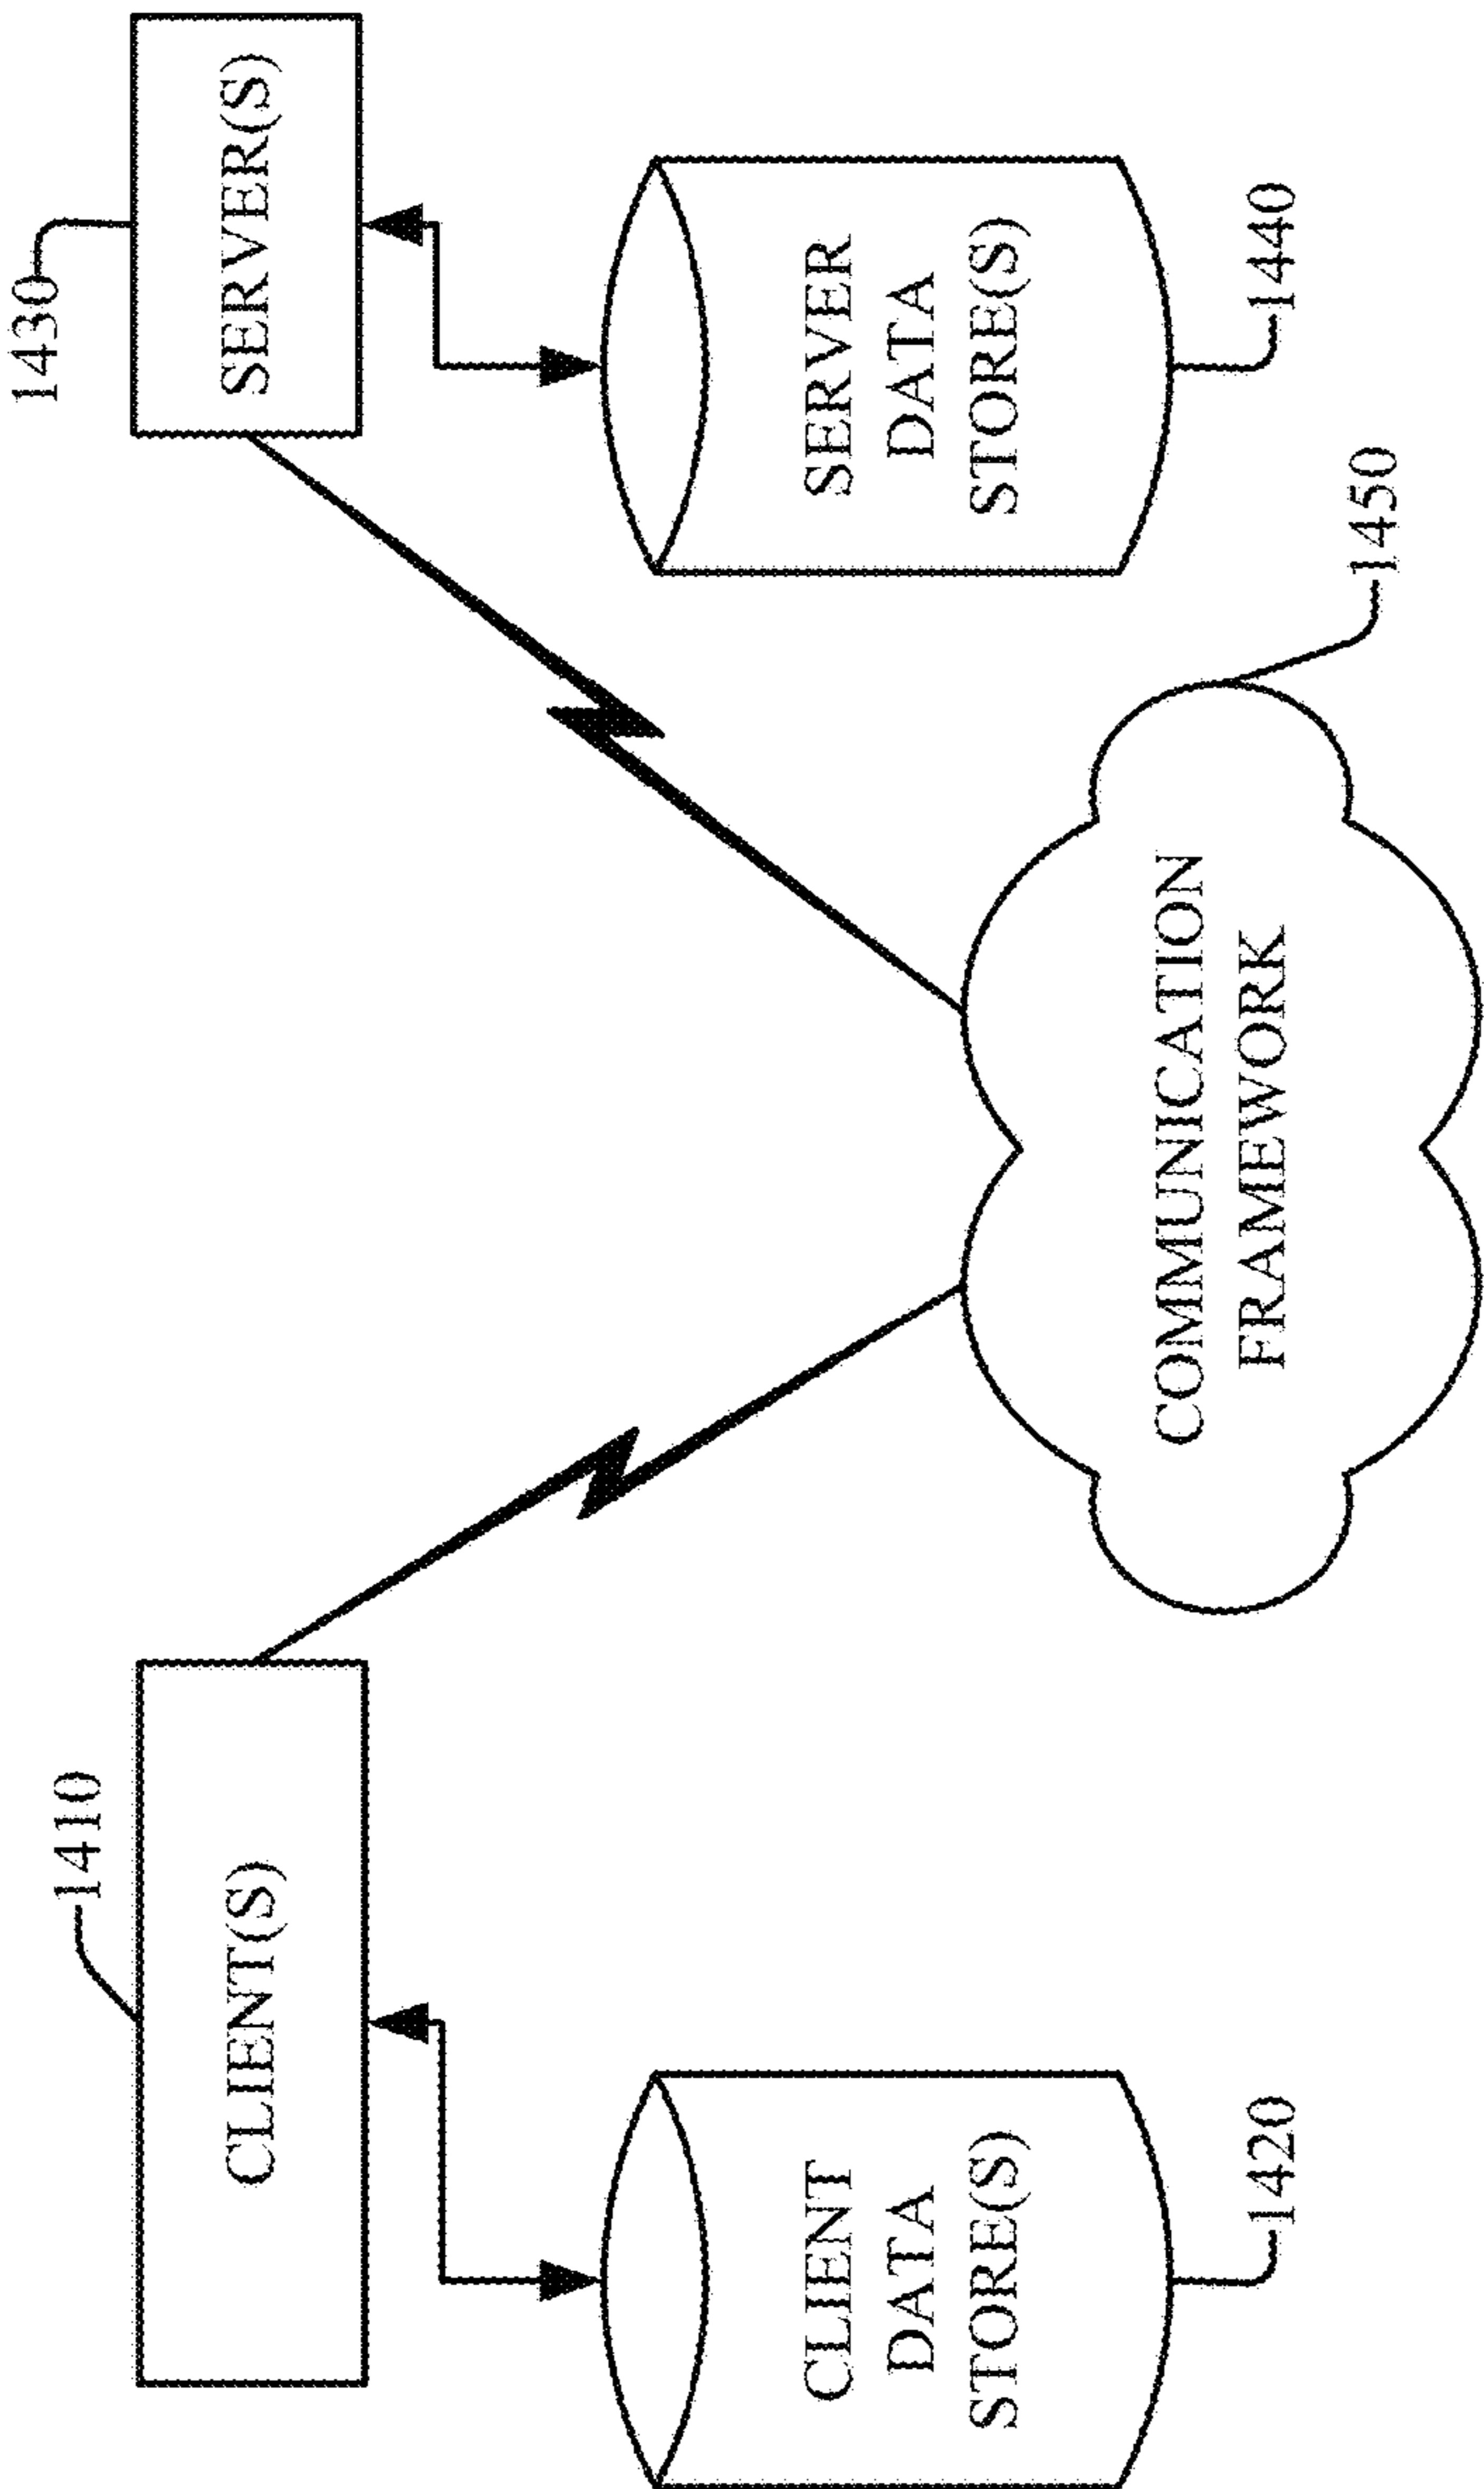 1410
CLIENT(S)
1430
SERVER(S)
CLIENT
DATA
STORE(S)
1420
SERVER
DATA
STORE(S)
1440
COMMUNICATION
FRAMEWORK
1450